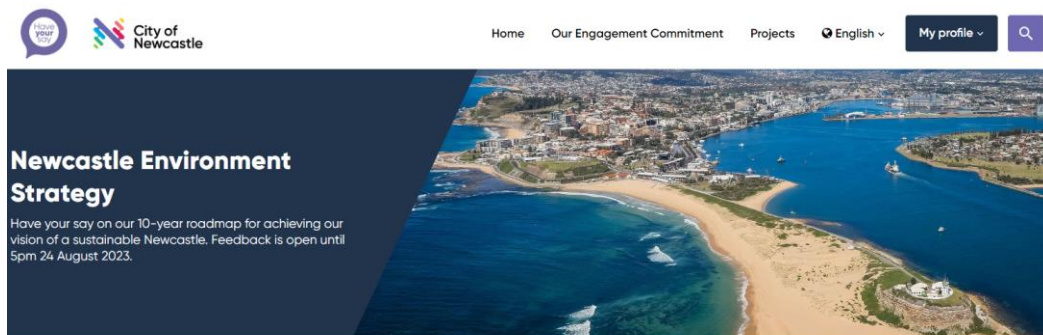 Have
your
say
City of
Newcastle
Home Our Engagement Commitment Projects English My profile
Newcastle Environment
Strategy
Have your say on our 10-year roadmap for achieving our
vision of a sustainable Newcastle. Feedback is open until
5pm 24 August 2023.